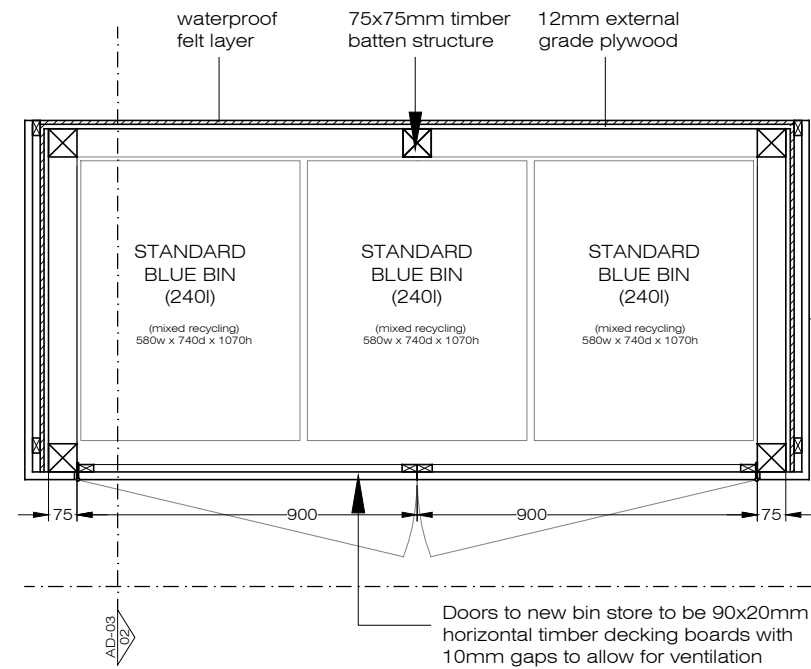 waterproof
felt layer
75x75mm timber
batten structure
12mm external
grade plywood
STANDARD
BLUE BIN
(240l)
(mixed recycling)
580w x 740d x 1070h
STANDARD
BLUE BIN
(240l)
(mixed recycling)
580w x 740d x 1070h
STANDARD
BLUE BIN
(240l)
(mixed recycling)
580w x 740d x 1070h
75
900
900
75
AD-03
02
Doors to new bin store to be 90x20mm
horizontal timber decking boards with
10mm gaps to allow for ventilation